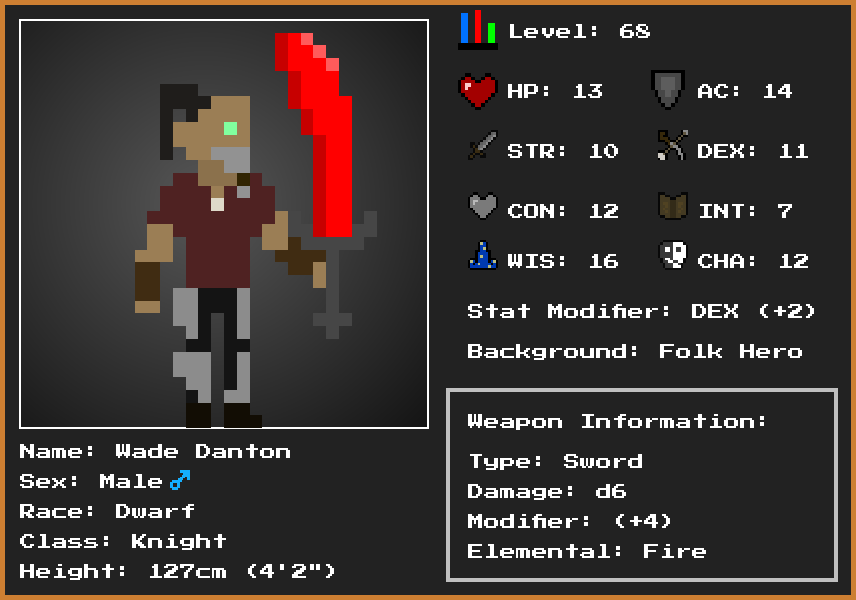 Level: 68
HP: 13
AC: 14
STR: 10
DEX: 11
CON: 12
INT: 7
WIS: 16
CHA: 12
Stat Modifier: DEX (+2)
Background: Folk Hero
Weapon Information:
Type: Sword
Damage: d6
Modifier: (+4)
Elemental: Fire
Name: Wade Danton
Sex: Male♂
Race: Dwarf
Class: Knight
Height: 127cm (4'2")